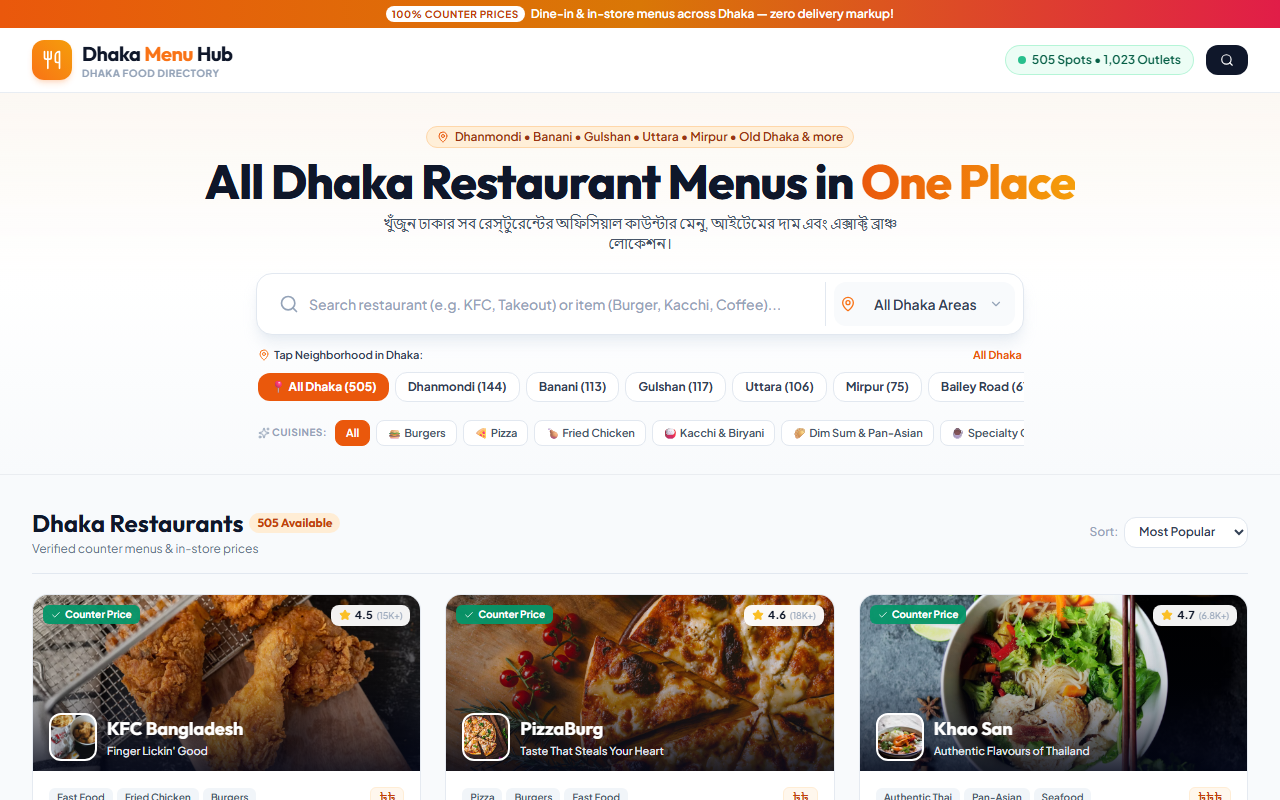 100% COUNTER PRICES Dine-in & in-store menus across Dhaka — zero delivery markup!
Dhaka Menu Hub
DHAKA FOOD DIRECTORY
505 Spots • 1,023 Outlets
Dhanmondi • Banani • Gulshan • Uttara • Mirpur • Old Dhaka & more
All Dhaka Restaurant Menus in One Place
খুঁজুন ঢাকার সব রেস্টুরেন্টের অফিসিয়াল কাউন্টার মেনু, আইটেমের দাম এবং এক্সাক্ট ব্রাঞ্চ
লোকেশন।
Search restaurant (e.g. KFC, Takeout) or item (Burger, Kacchi, Coffee)...
All Dhaka Areas
Tap Neighborhood in Dhaka:
All Dhaka
All Dhaka (505)
Dhanmondi (144)
Banani (113)
Gulshan (117)
Uttara (106)
Mirpur (75)
Bailey Road
CUISINES:
All
Burgers
Pizza
Fried Chicken
Kacchi & Biryani
Dim Sum & Pan-Asian
Specialty
Dhaka Restaurants
505 Available
Verified counter menus & in-store prices
Sort:
Most Popular
Counter Price
4.5 (15K+)
KFC Bangladesh
Finger Lickin' Good
Fast Food
Fried Chicken
Burgers
৳৳
Counter Price
4.6 (18K+)
PizzaBurg
Taste That Steals Your Heart
Pizza
Burgers
Fast Food
৳৳
Counter Price
4.7 (6.8K+)
Khao San
Authentic Flavours of Thailand
Authentic Thai
Pan-Asian
Seafood
৳৳৳